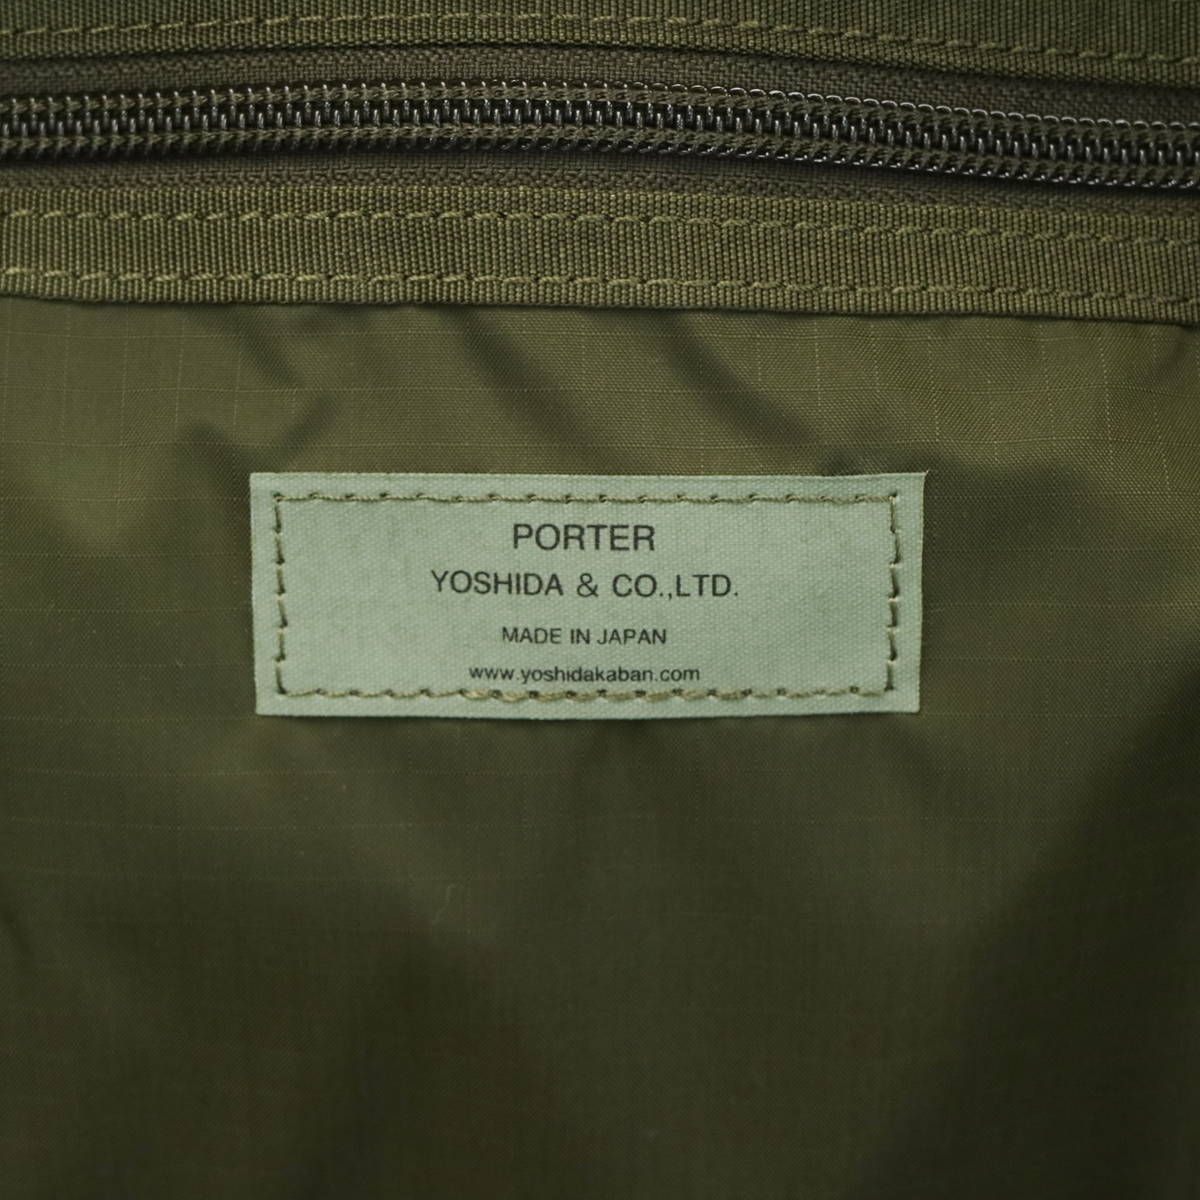 PORTER
YOSHIDA & CO.,LTD.
MADE IN JAPAN
www.yoshidakaban.com